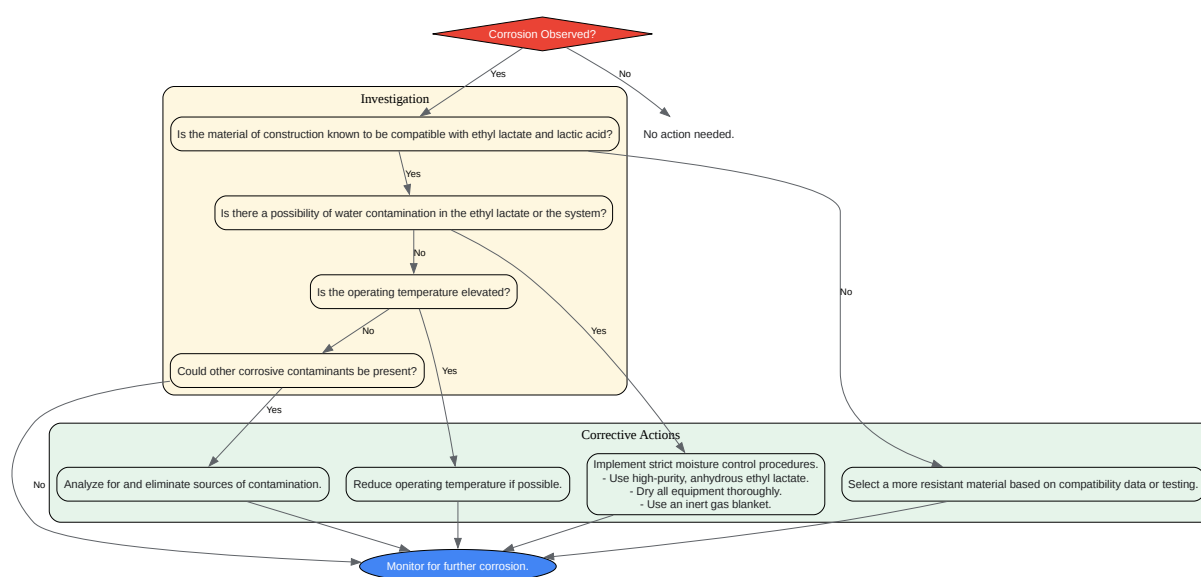 Corrosion Observed?
Yes
No
Investigation
Is the material of construction known to be compatible with ethyl lactate and lactic acid?
No action needed.
Yes
Is there a possibility of water contamination in the ethyl lactate or the system?
No
Is the operating temperature elevated?
No
No
Yes
Could other corrosive contaminants be present?
Yes
Yes
Corrective Actions
Implement strict moisture control procedures.
- Use high-purity, anhydrous ethyl lactate.
- Dry all equipment thoroughly.
- Use an inert gas blanket.
Analyze for and eliminate sources of contamination.
Reduce operating temperature if possible.
Select a more resistant material based on compatibility data or testing.
No
Monitor for further corrosion.